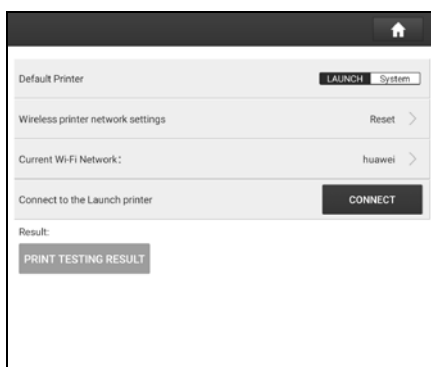 Default Printer LAUNCH System
Wireless printer network settings Reset
Current Wi-Fi Network: huawei
Connect to the Launch printer CONNECT
Result:
PRINT TESTING RESULT